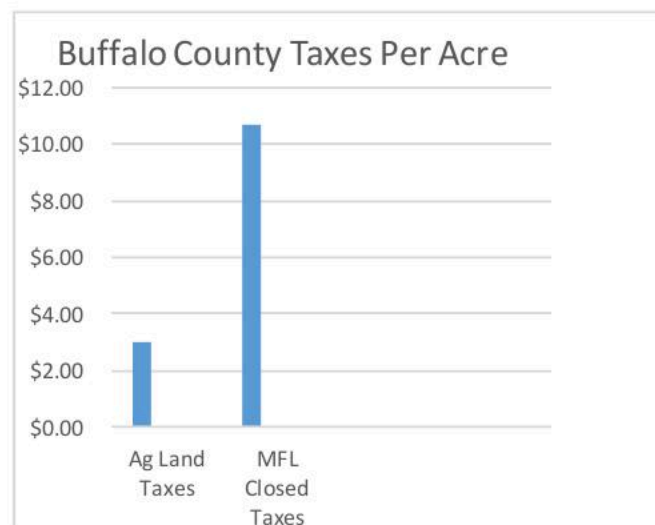 Buffalo County Taxes Per Acre
$12.00
$10.00
$8.00
$6.00
$4.00
$2.00
$0.00
Ag Land
Taxes
MFL
Closed
Taxes